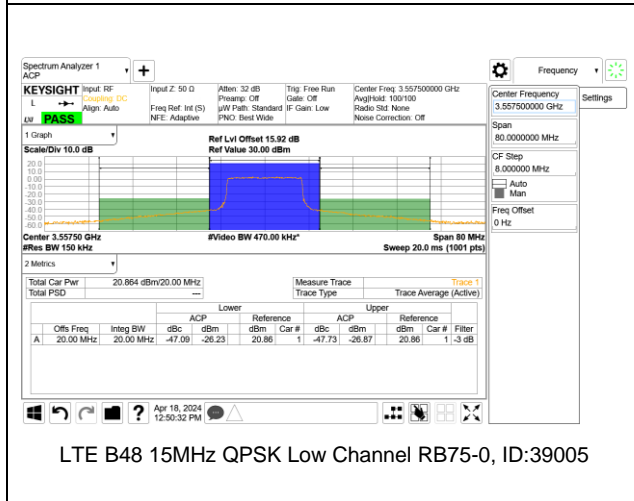 Spectrum Analyzer 1
ACP
Frequency
KEYSIGHT Input: RF Input Z: 50 Ω Atten: 32 dB Trig: Free Run Center Freq: 3.557500000 GHz
L Coupling: DC Preamp: Off Gate: Off Avg|Hold: 100/100
Align: Auto Freq Ref: Int (S) µW Path: Standard IF Gain: Low Radio Std: None
PASS NFE: Adaptive PNO: Best Wide Noise Correction: Off
Center Frequency
3.557500000 GHz
Settings
Span
80.0000000 MHz
CF Step
8.000000 MHz
Auto
Man
Freq Offset
0 Hz
1 Graph
Ref Lvl Offset 15.92 dB
Scale/Div 10.0 dB Ref Value 30.00 dBm
20.0
10.0
0.00
-10.0
-20.0
-30.0
-40.0
-50.0
-60.0
Center 3.55750 GHz #Video BW 470.00 kHz* Span 80 MHz
#Res BW 150 kHz Sweep 20.0 ms (1001 pts)
2 Metrics
Total Car Pwr 20.864 dBm/20.00 MHz Measure Trace Trace 1
Total PSD --- Trace Type Trace Average (Active)
Lower Upper
ACP Reference ACP Reference
Offs Freq Integ BW dBc dBm dBm Car # dBc dBm dBm Car # Filter
A 20.00 MHz 20.00 MHz -47.09 -26.23 20.86 1 -47.73 -26.87 20.86 1 -3 dB
Apr 18, 2024
12:50:32 PM
LTE B48 15MHz QPSK Low Channel RB75-0, ID:39005